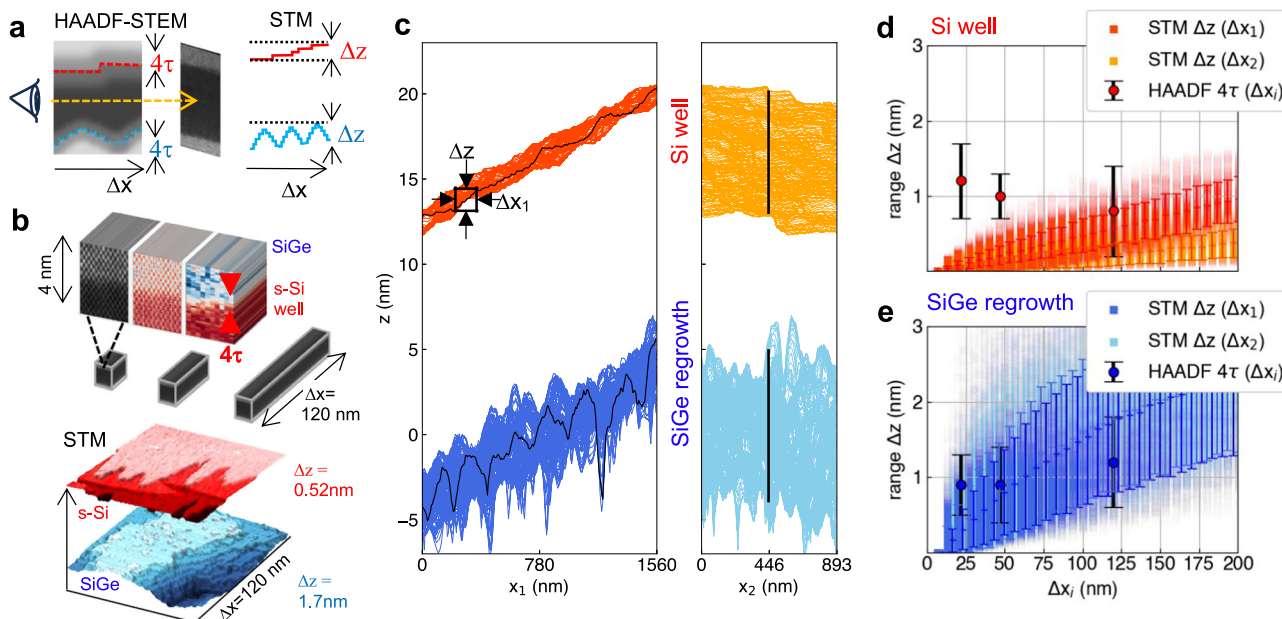 a
HAADF-STEM
STM
4τ
4τ
Δz
Δz
Δx
Δx
b
4 nm
SiGe
s-Si
well
4τ
Δx=
120 nm
STM
s-Si
SiGe
Δz =
0.52nm
Δz =
1.7nm
Δx=120 nm
c
z (nm)
20
15
10
5
0
−5
Δz
Δx₁
0
780
1560
x₁ (nm)
Si well
SiGe regrowth
0
446
893
x₂ (nm)
d
Si well
range Δz (nm)
3
2
1
0
STM Δz (Δx₁)
STM Δz (Δx₂)
HAADF 4τ (Δxᵢ)
e
SiGe regrowth
range Δz (nm)
3
2
1
0
STM Δz (Δx₁)
STM Δz (Δx₂)
HAADF 4τ (Δxᵢ)
0
25
50
75
100
125
150
175
200
Δxᵢ (nm)